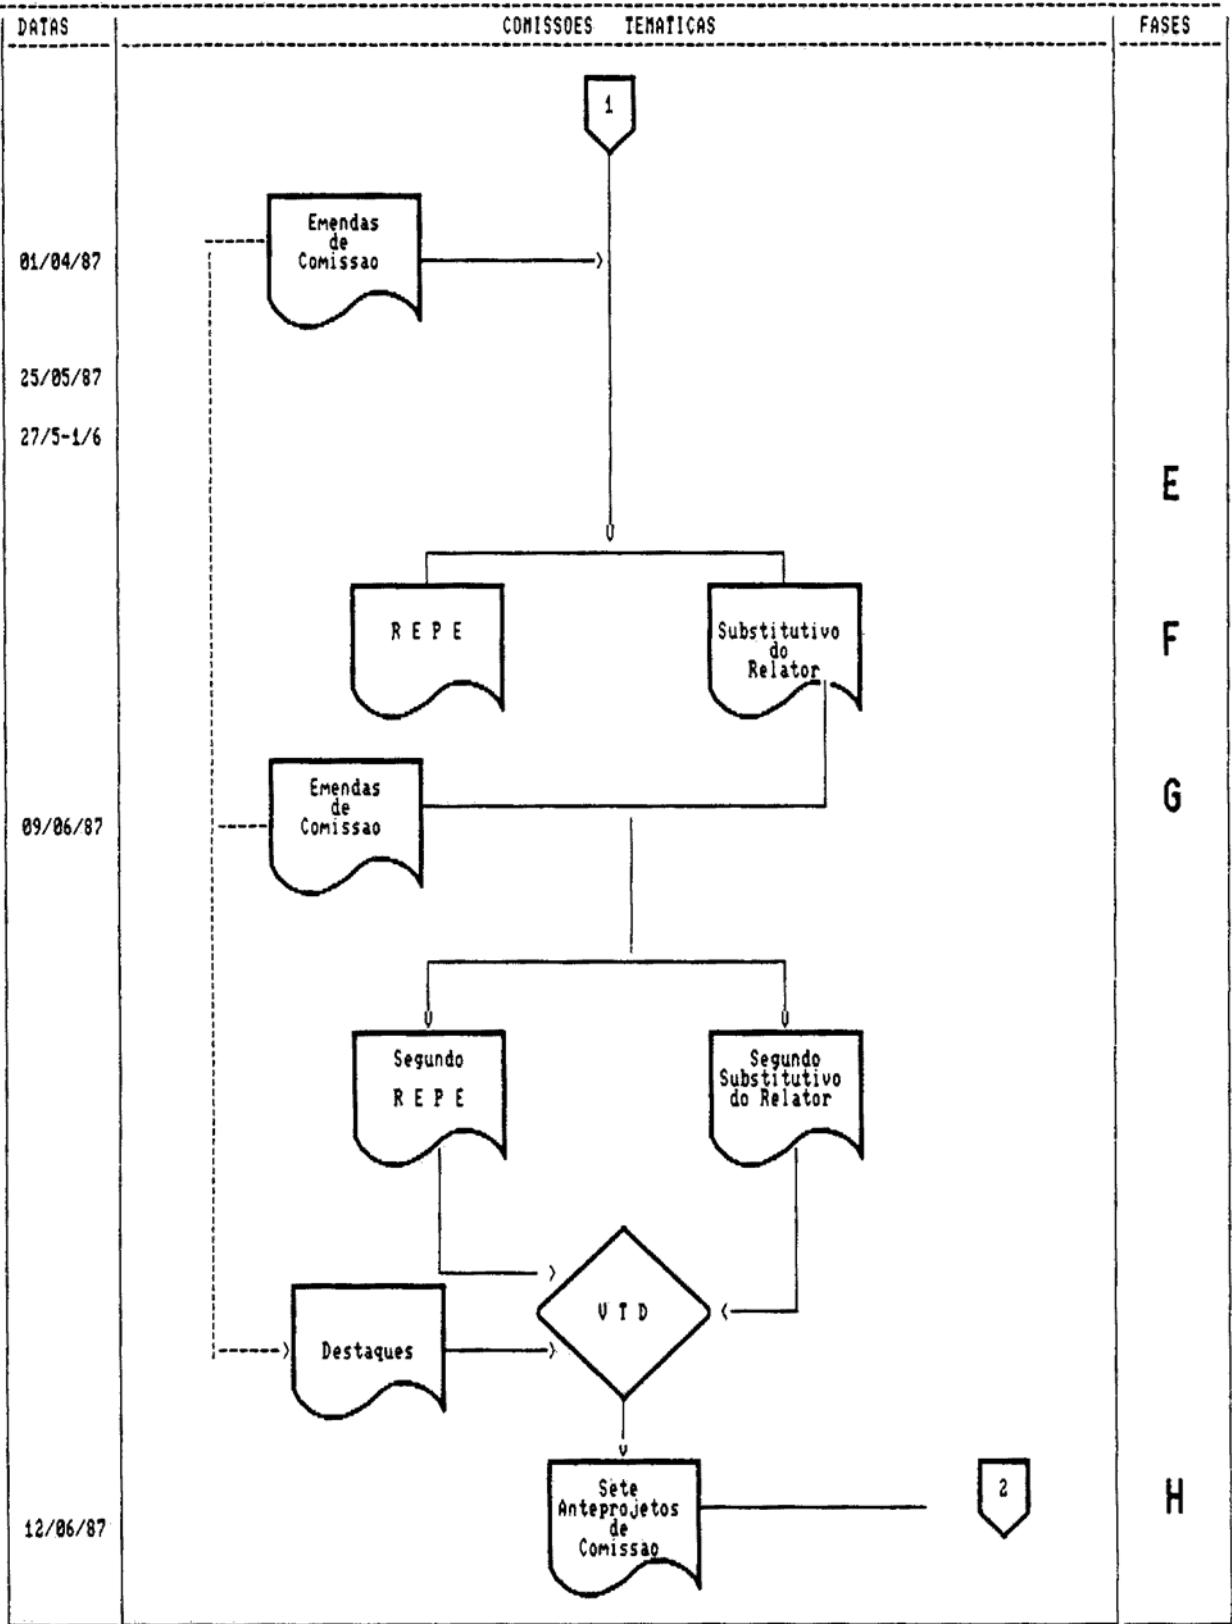 DATAS COMISSOES TEMATICAS FASES
1
Emendas
de
Comissao
01/04/87
25/05/87
27/5-1/6
E
R E P E
Substitutivo
do
Relator
F
Emendas
de
Comissao
09/06/87
G
Segundo
R E P E
Segundo
Substitutivo
do Relator
V T D
Destaques
Sete
Anteprojetos
de
Comissao
2
H
12/06/87